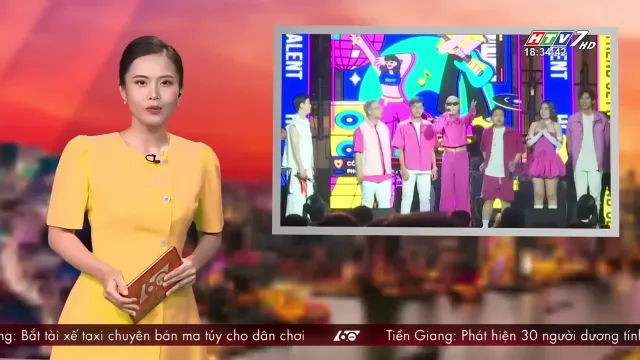 HTV7 HD
18:34:42
TALENT
ng: Bắt tài xế taxi chuyên bán ma túy cho dân chơi
Tiền Giang: Phát hiện 30 người dương tín